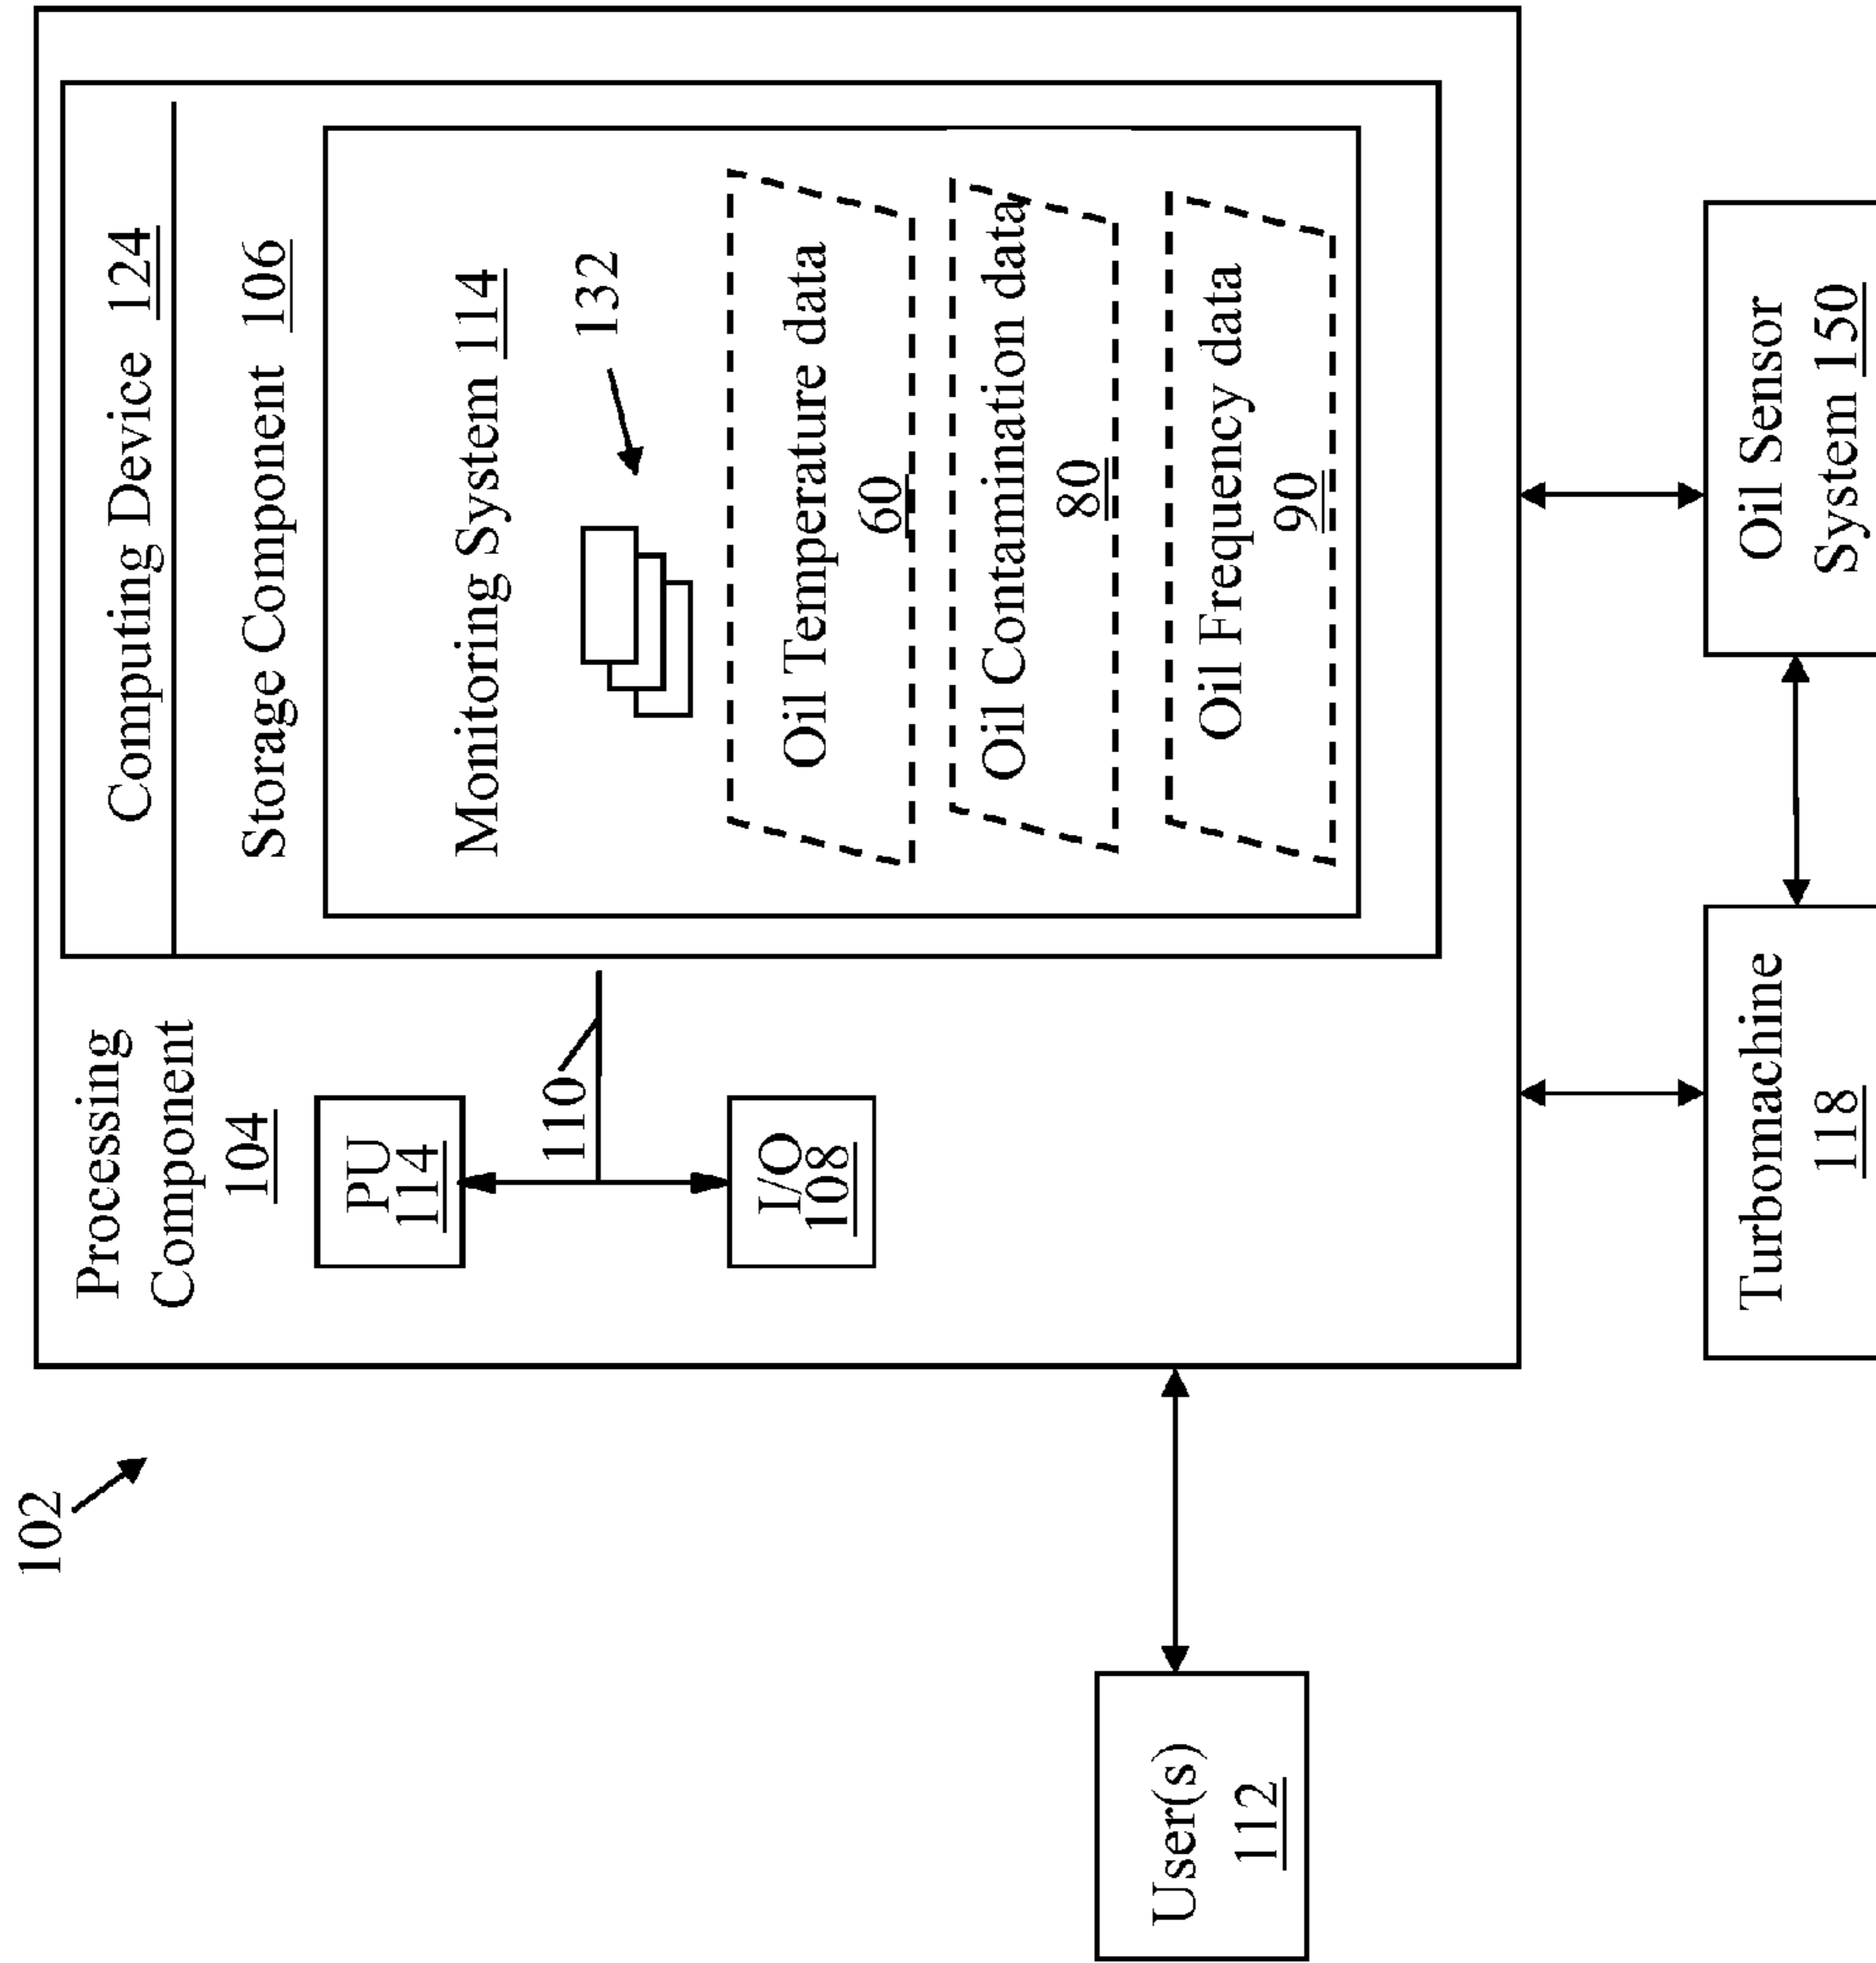 102
Processing
Component
104
Computing Device 124
Storage Component 106
PU
114
110
I/O
108
Monitoring System 114
132
Oil Temperature data
60
Oil Contamination data
80
Oil Frequency data
90
User(s)
112
Turbomachine
118
Oil Sensor
System 150